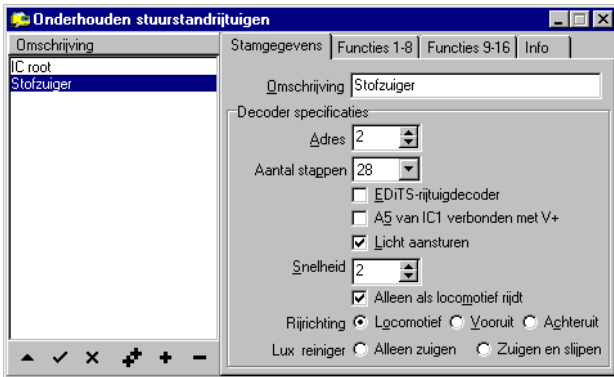 Onderhouden stuurstandrijtuigen
Omschrijving
IC root
Stofzuiger
Stamgegevens Functies 1-8 Functies 9-16 Info
Omschrijving Stofzuiger
Decoder specificaties
Adres 2
Aantal stappen 28
EDiTS-rijtuigdecoder
A5 van IC1 verbonden met V+
Licht aansturen
Snelheid 2
Alleen als locomotief rijdt
Rijrichting Locomotief Vooruit Achteruit
Lux reiniger Alleen zuigen Zuigen en slijpen